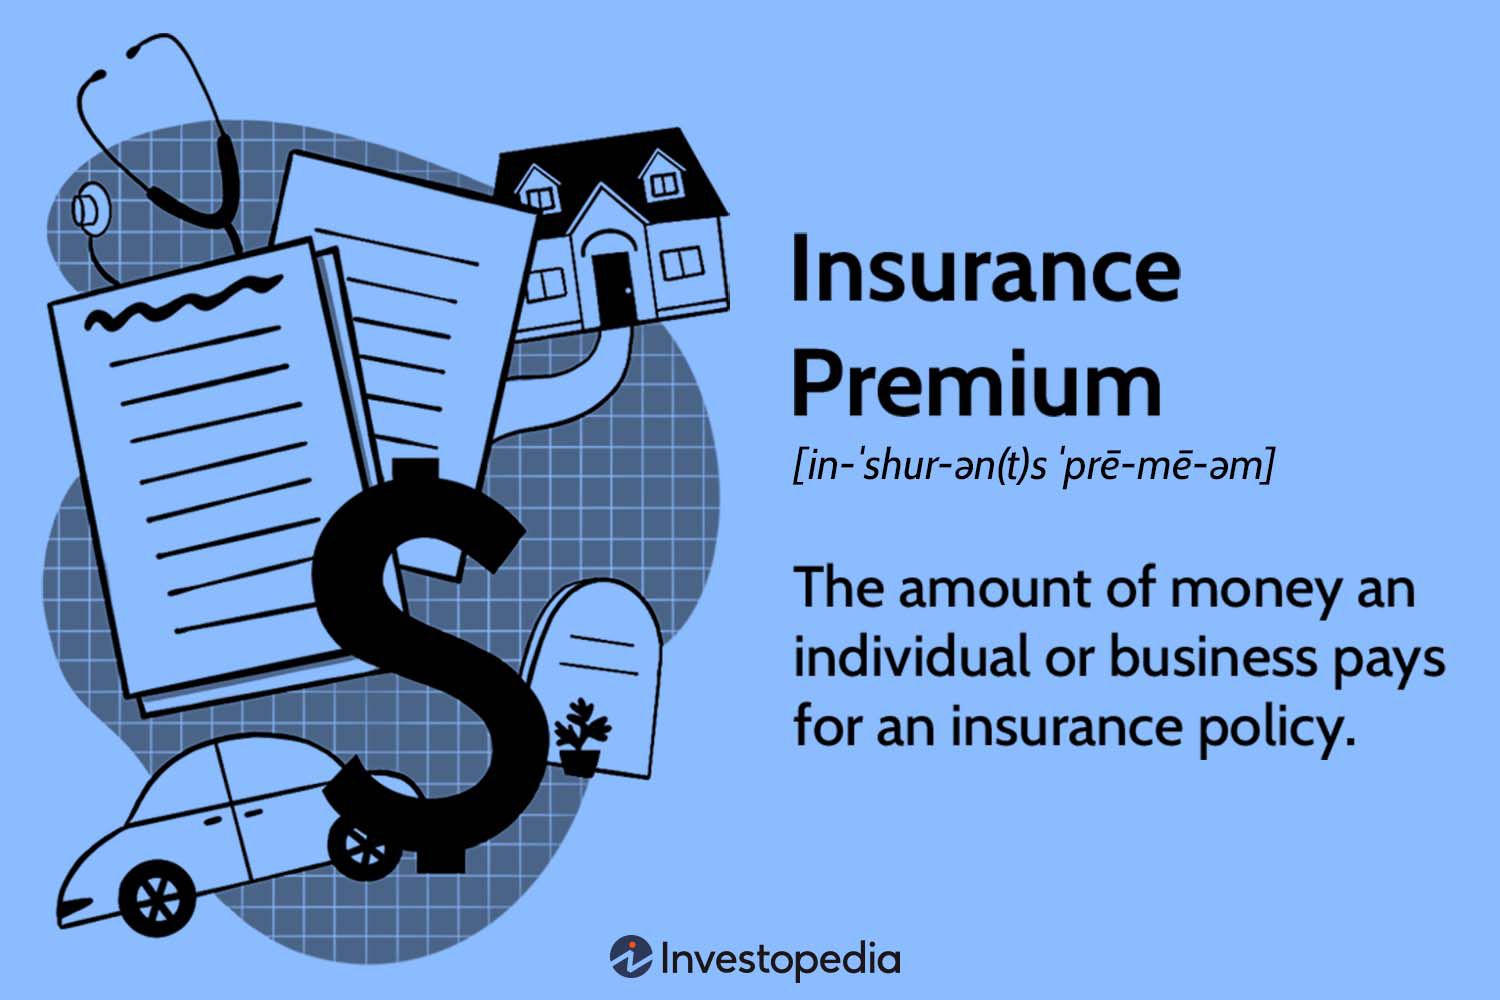 Insurance
Premium
[in-ˈshur-ən(t)s ˈprē-mē-əm]
The amount of money an
individual or business pays
for an insurance policy.
Investopedia